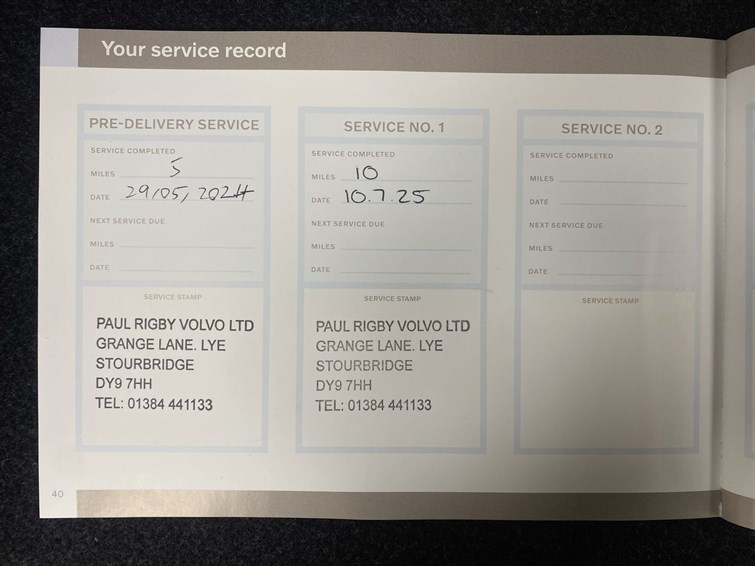 Your service record
PRE-DELIVERY SERVICE
SERVICE COMPLETED
MILES 5
DATE 29/05/2024
NEXT SERVICE DUE
MILES
DATE
SERVICE STAMP
PAUL RIGBY VOLVO LTD
GRANGE LANE. LYE
STOURBRIDGE
DY9 7HH
TEL: 01384 441133
SERVICE NO. 1
SERVICE COMPLETED
MILES 10
DATE 10.7.25
NEXT SERVICE DUE
MILES
DATE
SERVICE STAMP
PAUL RIGBY VOLVO LTD
GRANGE LANE. LYE
STOURBRIDGE
DY9 7HH
TEL: 01384 441133
SERVICE NO. 2
SERVICE COMPLETED
MILES
DATE
NEXT SERVICE DUE
MILES
DATE
SERVICE STAMP
40